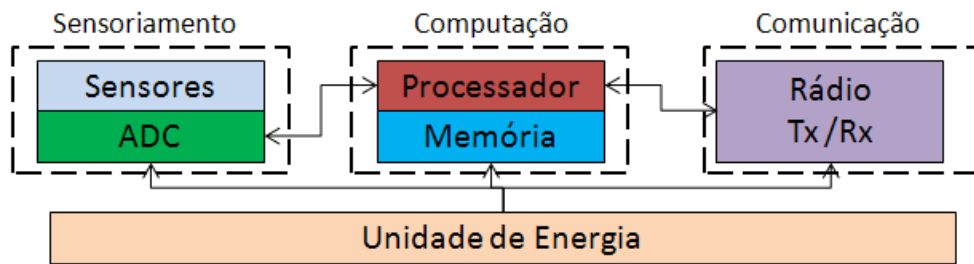 Sensoriamento
Computação
Comunicação
Sensores
ADC
Processador
Memória
Rádio
Tx/Rx
Unidade de Energia